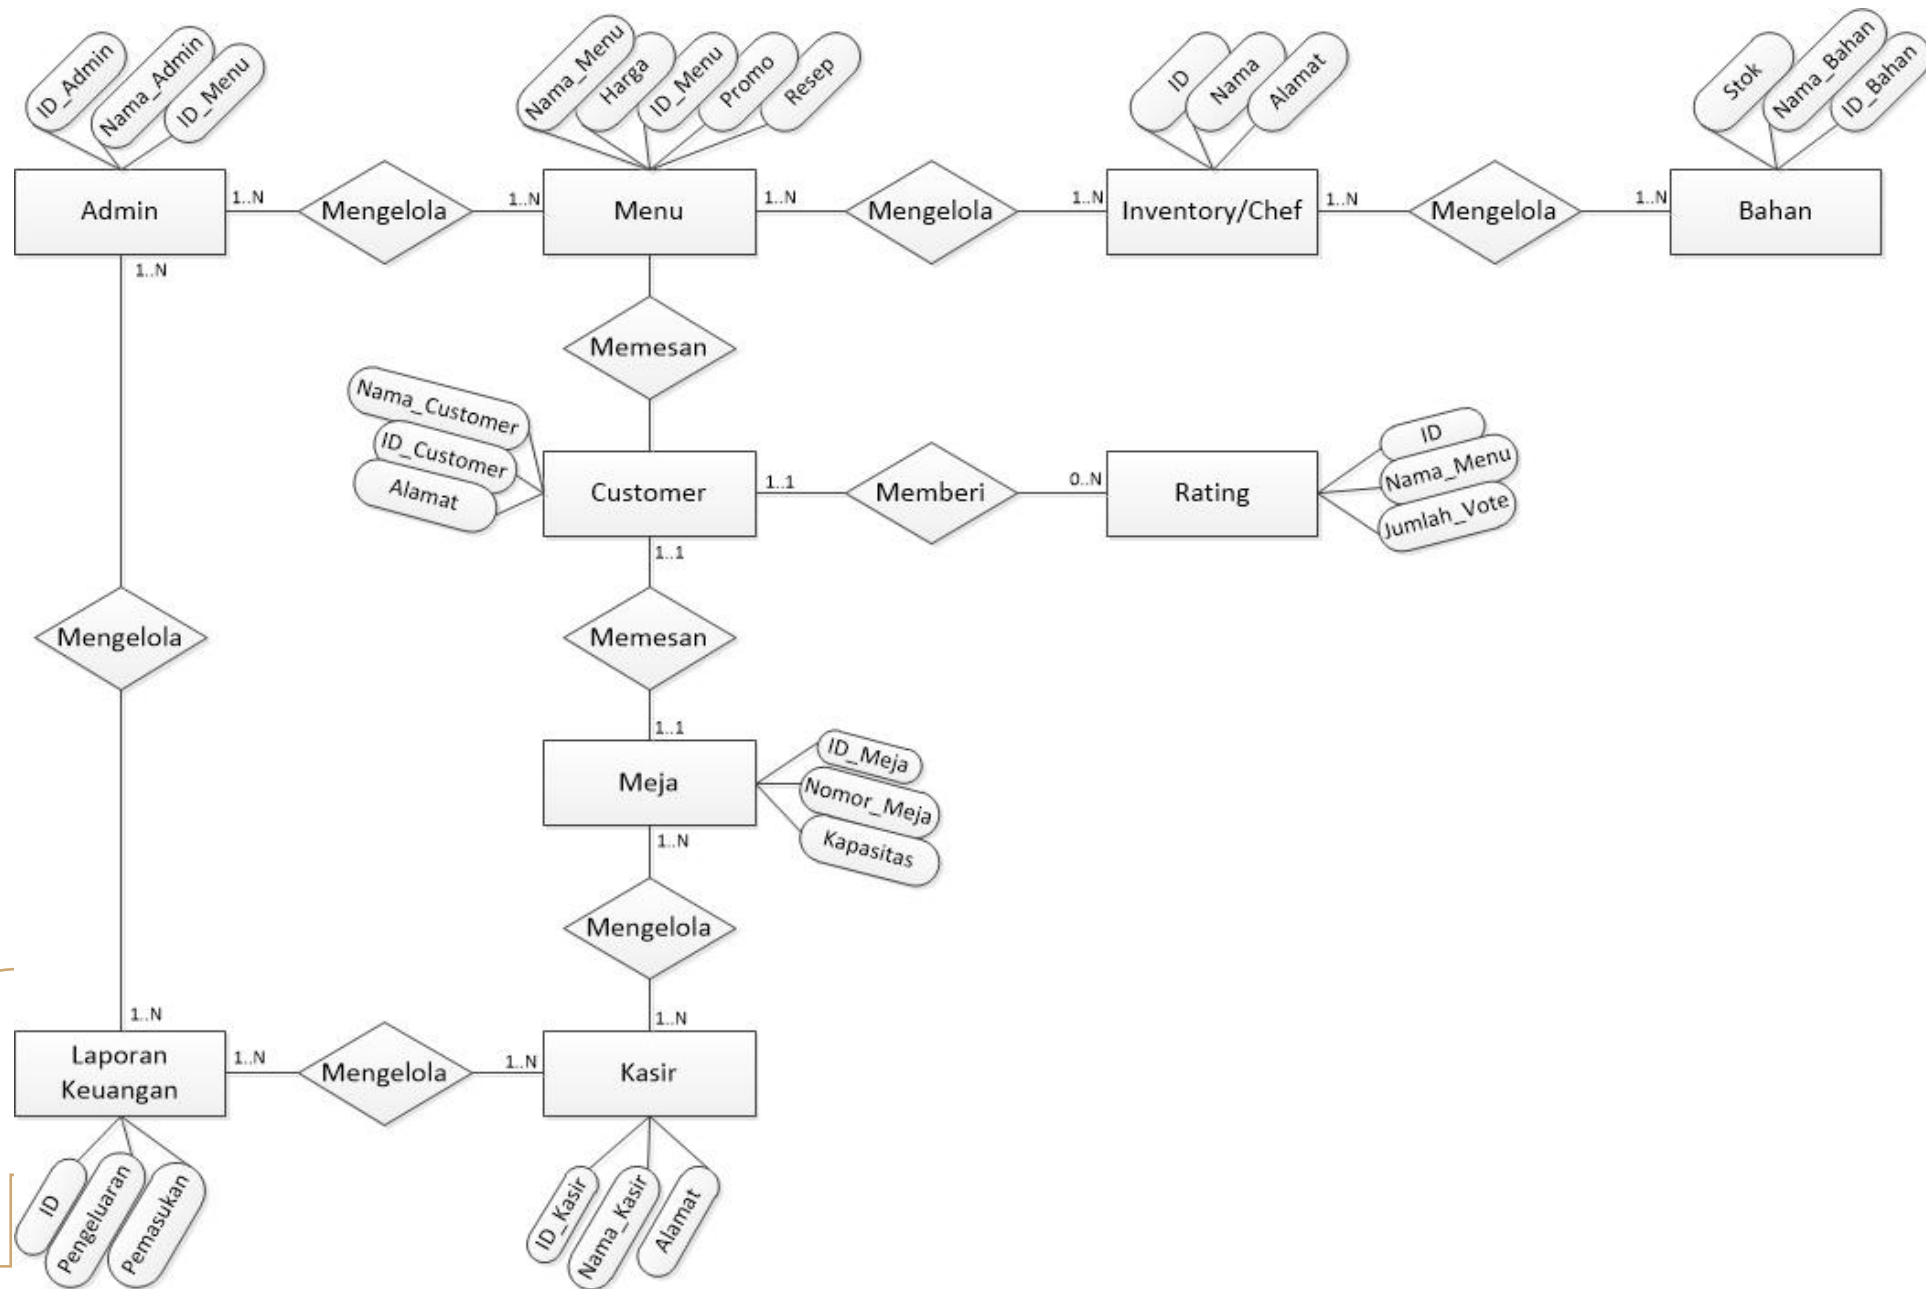 ID_Admin
Nama_Admin
ID_Menu
Nama_Menu
Harga
ID_Menu
Promo
Resep
ID
Nama
Alamat
Stok
Nama_Bahan
ID_Bahan
Admin
1..N
Mengelola
1..N
Menu
1..N
Mengelola
1..N
Inventory/Chef
1..N
Mengelola
1..N
Bahan
1..N
Memesan
Nama_Customer
ID_Customer
Alamat
Customer
1..1
Memberi
0..N
Rating
ID
Nama_Menu
Jumlah_Vote
1..1
Mengelola
Memesan
1..1
Meja
ID_Meja
Nomor_Meja
Kapasitas
1..N
Mengelola
1..N
1..N
Laporan
Keuangan
1..N
Mengelola
1..N
Kasir
ID
Pengeluaran
Pemasukan
ID_Kasir
Nama_Kasir
Alamat